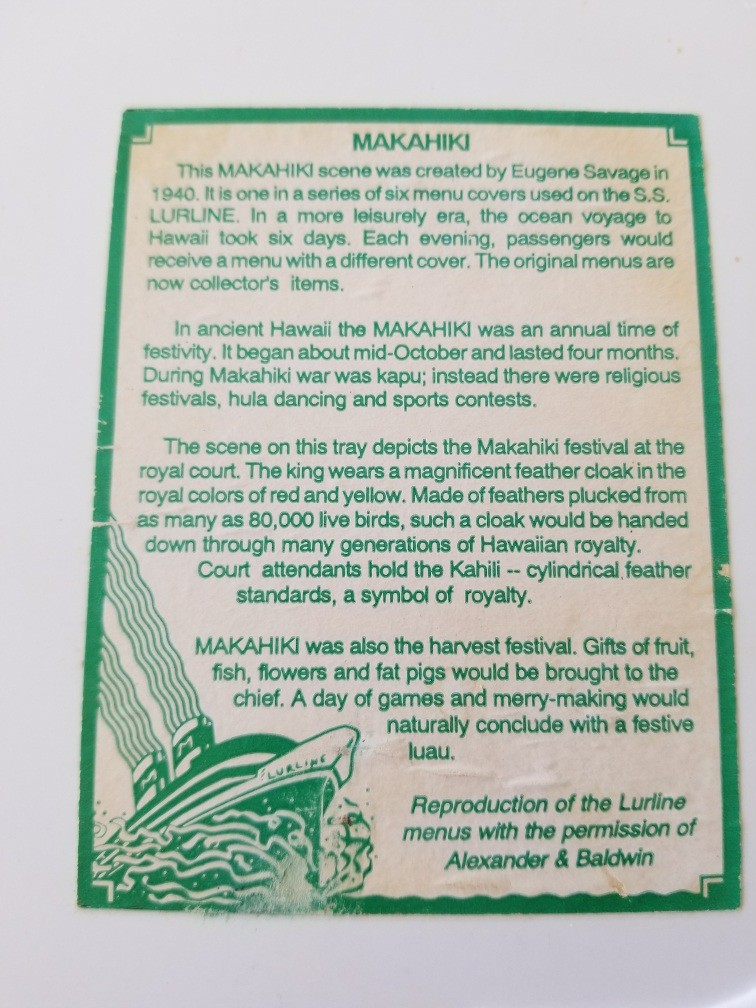 MAKAHIKI
This MAKAHIKI scene was created by Eugene Savage in
1940. It is one in a series of six menu covers used on the S.S.
LURLINE. In a more leisurely era, the ocean voyage to
Hawaii took six days. Each evening, passengers would
receive a menu with a different cover. The original menus are
now collector's items.
In ancient Hawaii the MAKAHIKI was an annual time of
festivity. It began about mid-October and lasted four months.
During Makahiki war was kapu; instead there were religious
festivals, hula dancing and sports contests.
The scene on this tray depicts the Makahiki festival at the
royal court. The king wears a magnificent feather cloak in the
royal colors of red and yellow. Made of feathers plucked from
as many as 80,000 live birds, such a cloak would be handed
down through many generations of Hawaiian royalty.
Court attendants hold the Kahili -- cylindrical feather
standards, a symbol of royalty.
MAKAHIKI was also the harvest festival. Gifts of fruit,
fish, flowers and fat pigs would be brought to the
chief. A day of games and merry-making would
naturally conclude with a festive
luau.
M M
LURLINE
Reproduction of the Lurline
menus with the permission of
Alexander & Baldwin